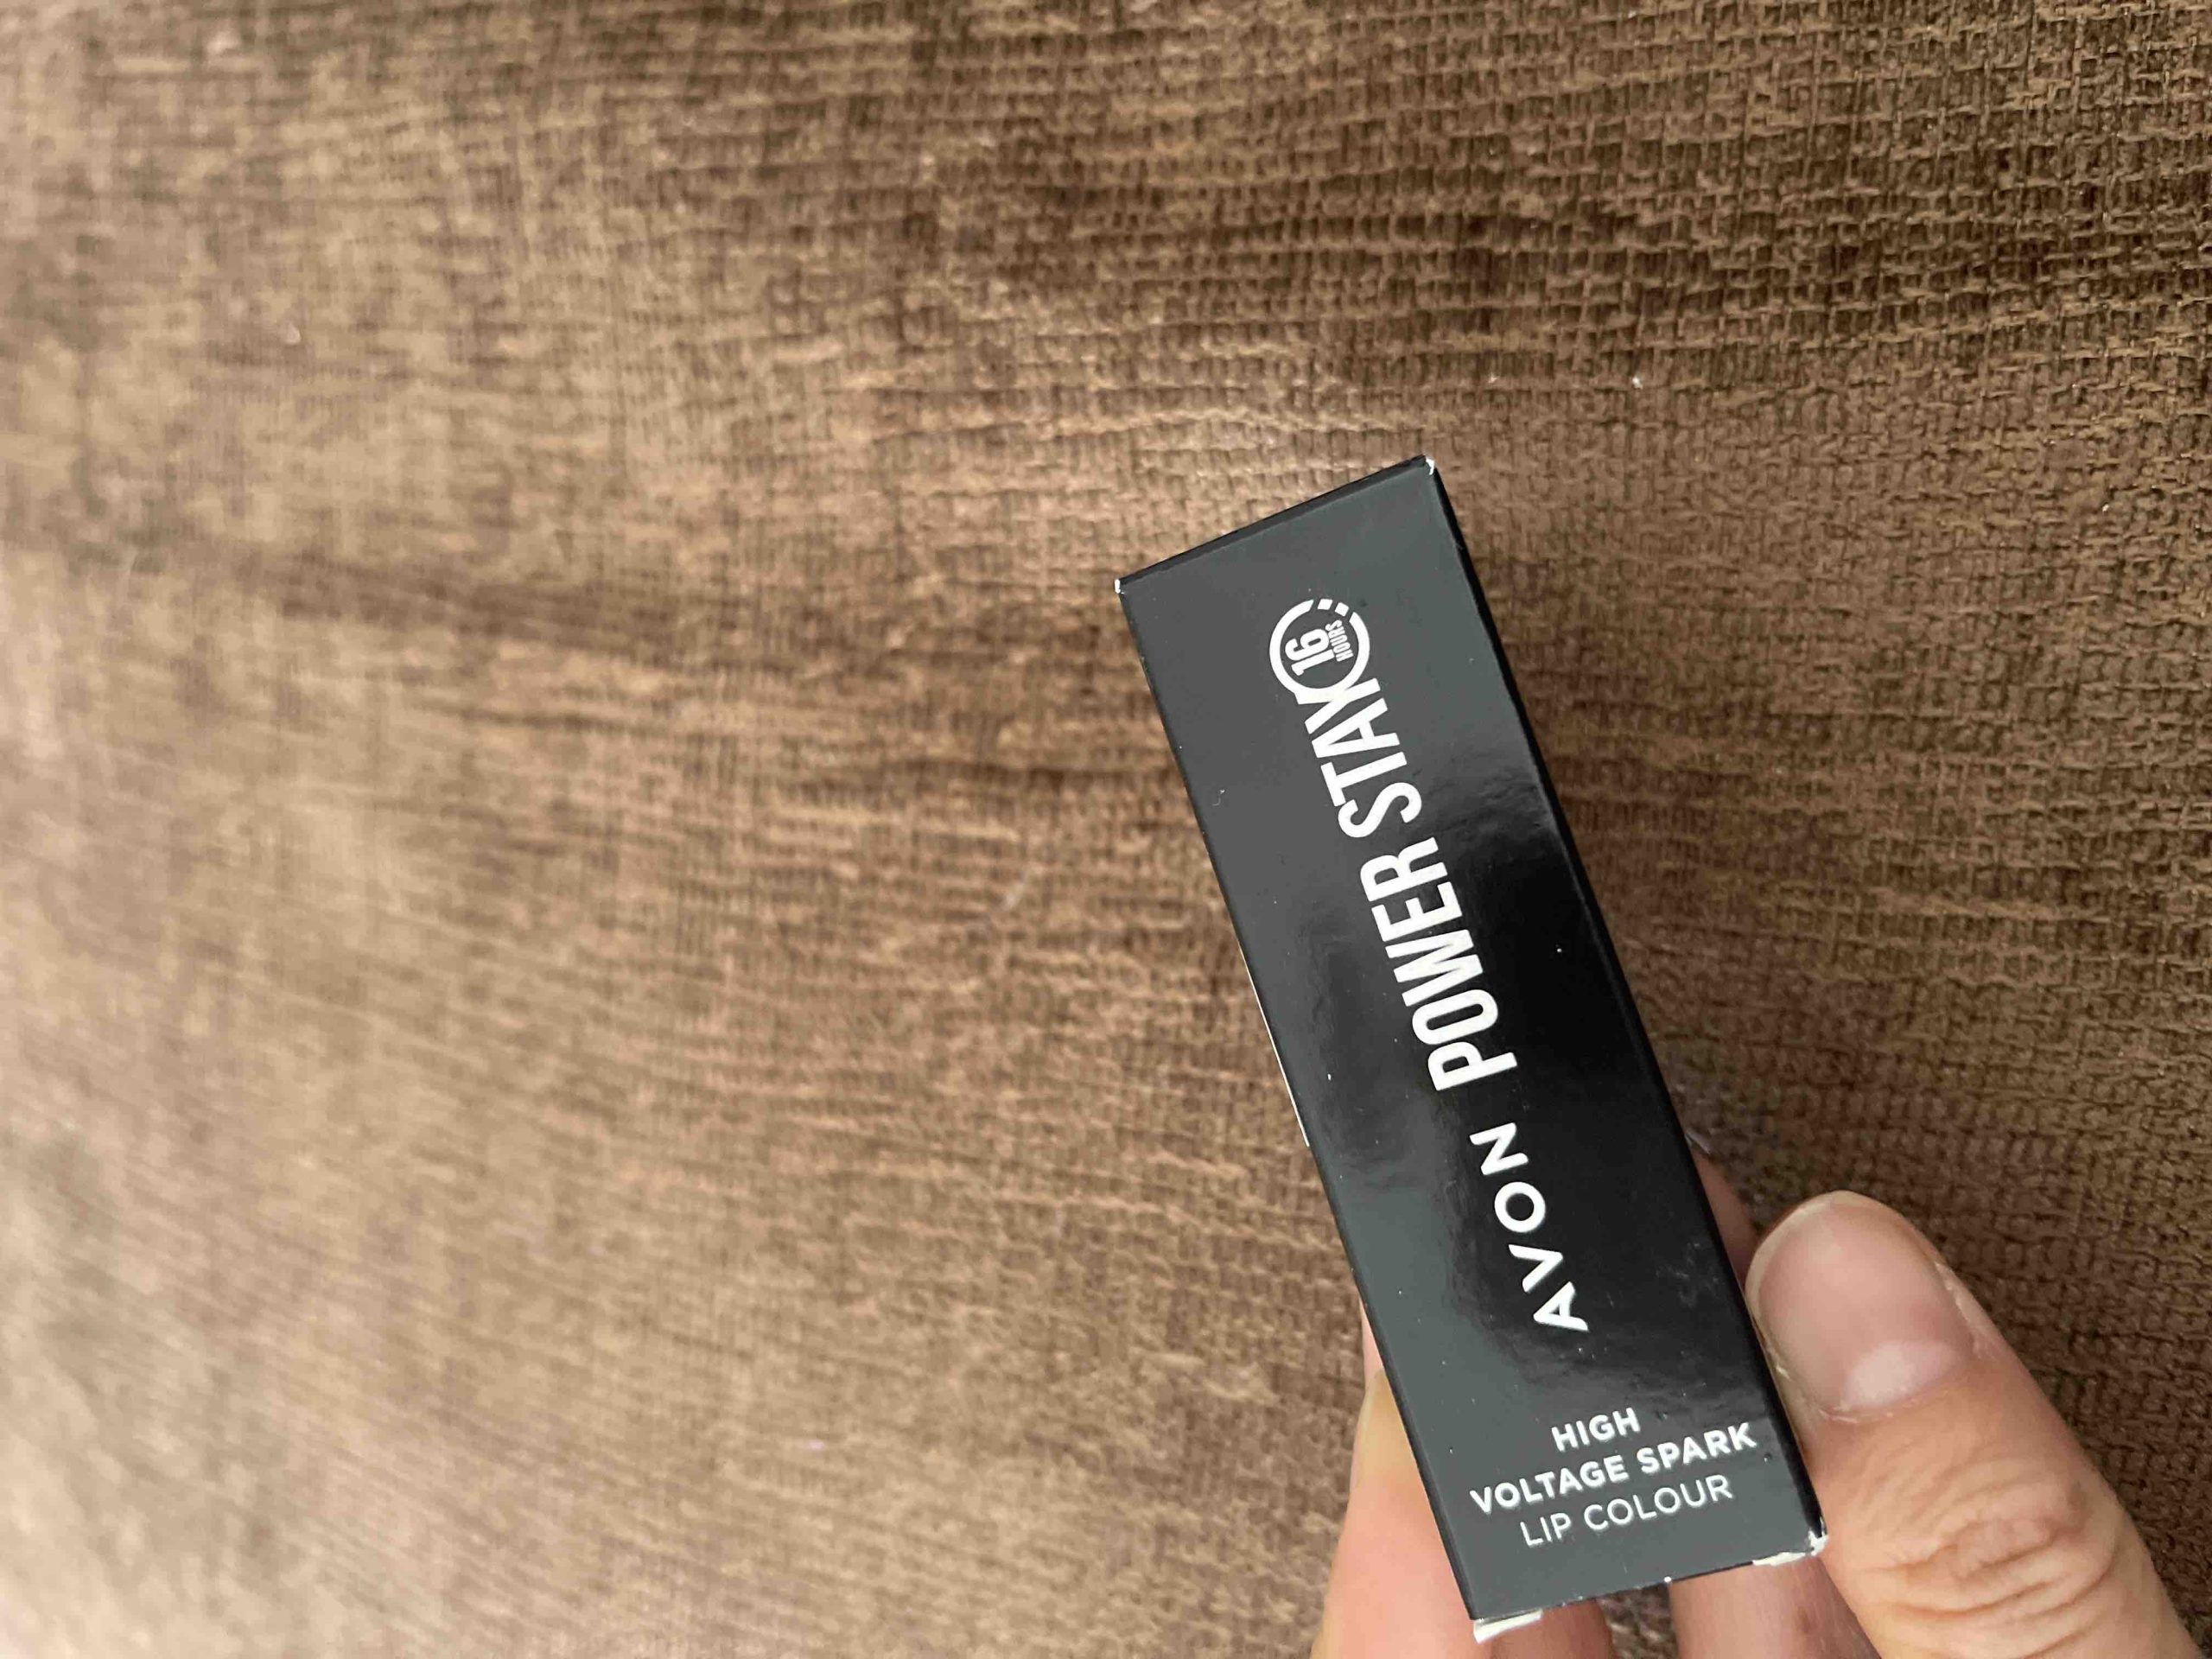 AVON POWER STAY 16 HOURS
HIGH
VOLTAGE SPARK
LIP COLOUR